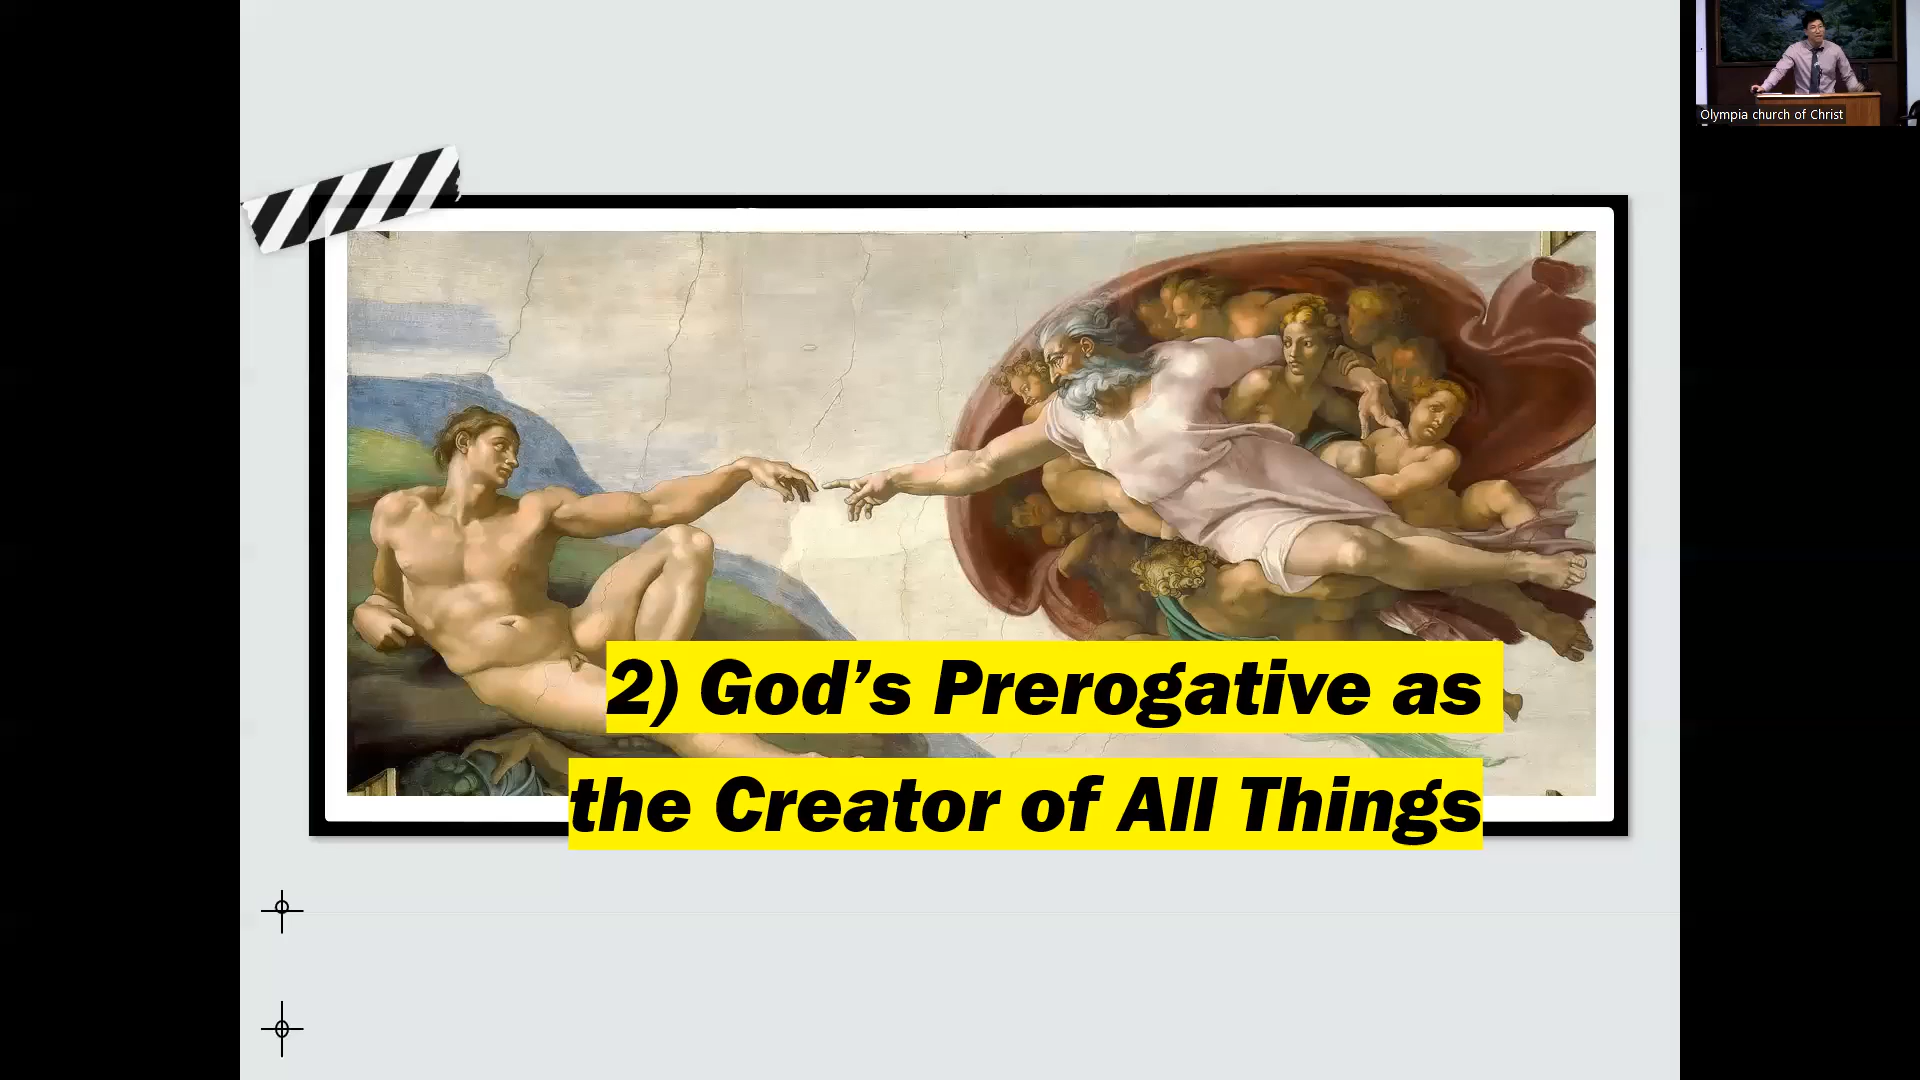 Olympia church of Christ
2) God’s Prerogative as
the Creator of All Things